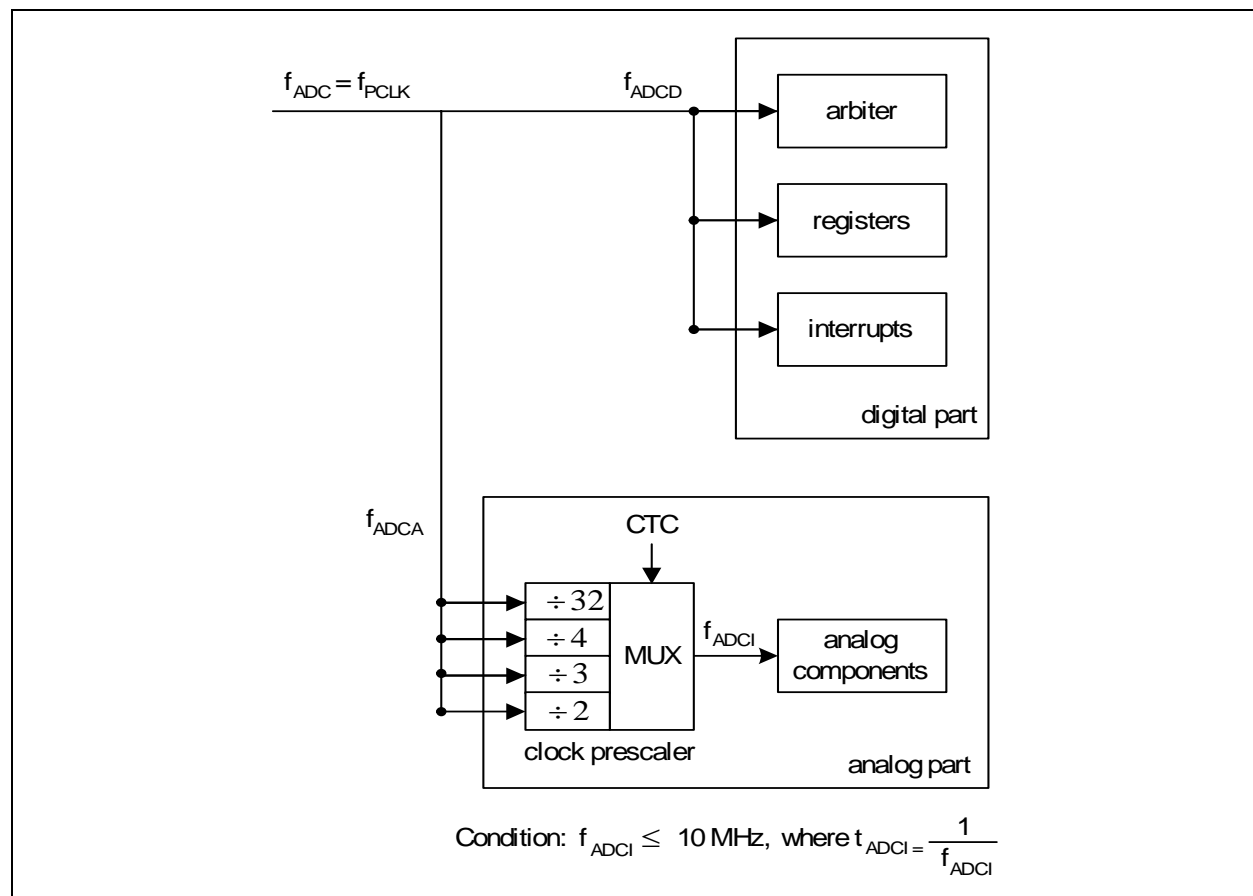 f_ADC = f_PCLK
f_ADCD
arbiter
registers
interrupts
digital part
f_ADCA
CTC
÷ 32
÷ 4
÷ 3
÷ 2
MUX
f_ADCI
analog
components
clock prescaler
analog part
Condition: f_ADCI ≤ 10 MHz, where t_ADCI = 1 / f_ADCI